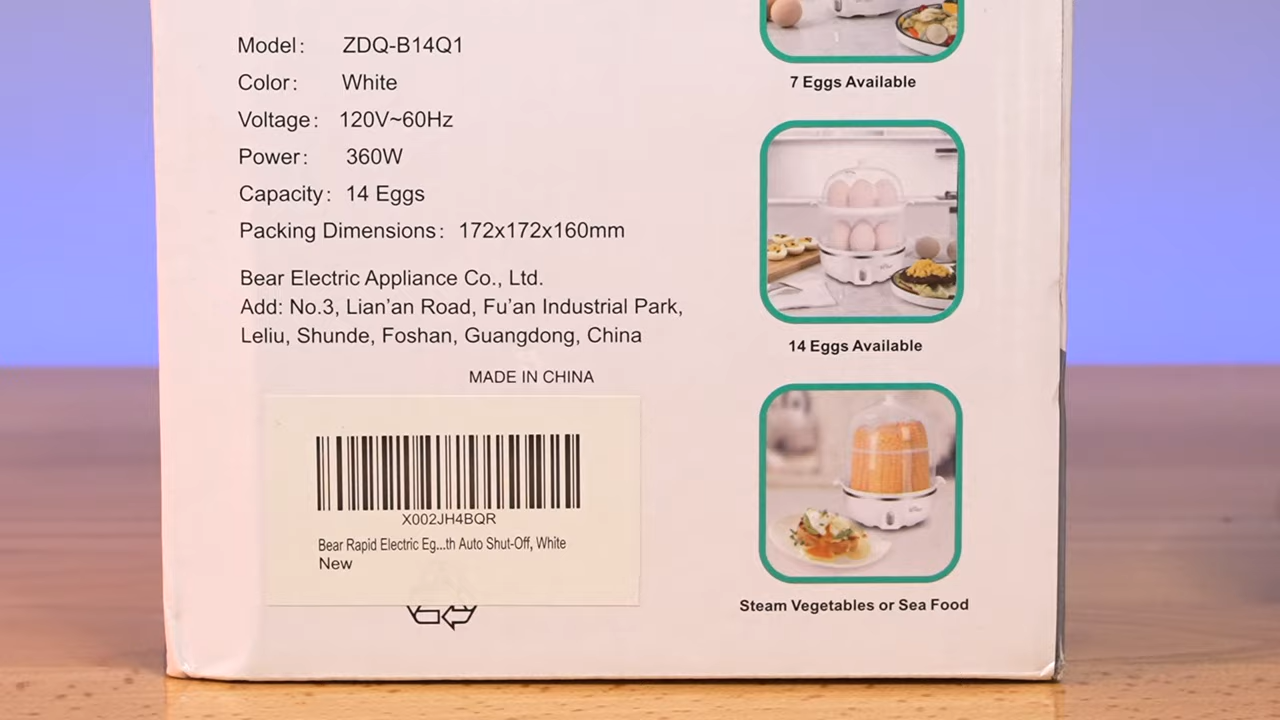 Model: ZDQ-B14Q1
Color: White
Voltage: 120V~60Hz
Power: 360W
Capacity: 14 Eggs
Packing Dimensions: 172x172x160mm
Bear Electric Appliance Co., Ltd.
Add: No.3, Lian'an Road, Fu'an Industrial Park,
Leliu, Shunde, Foshan, Guangdong, China
MADE IN CHINA
X002JH4BQR
Bear Rapid Electric Eg...th Auto Shut-Off, White
New
7 Eggs Available
14 Eggs Available
Steam Vegetables or Sea Food